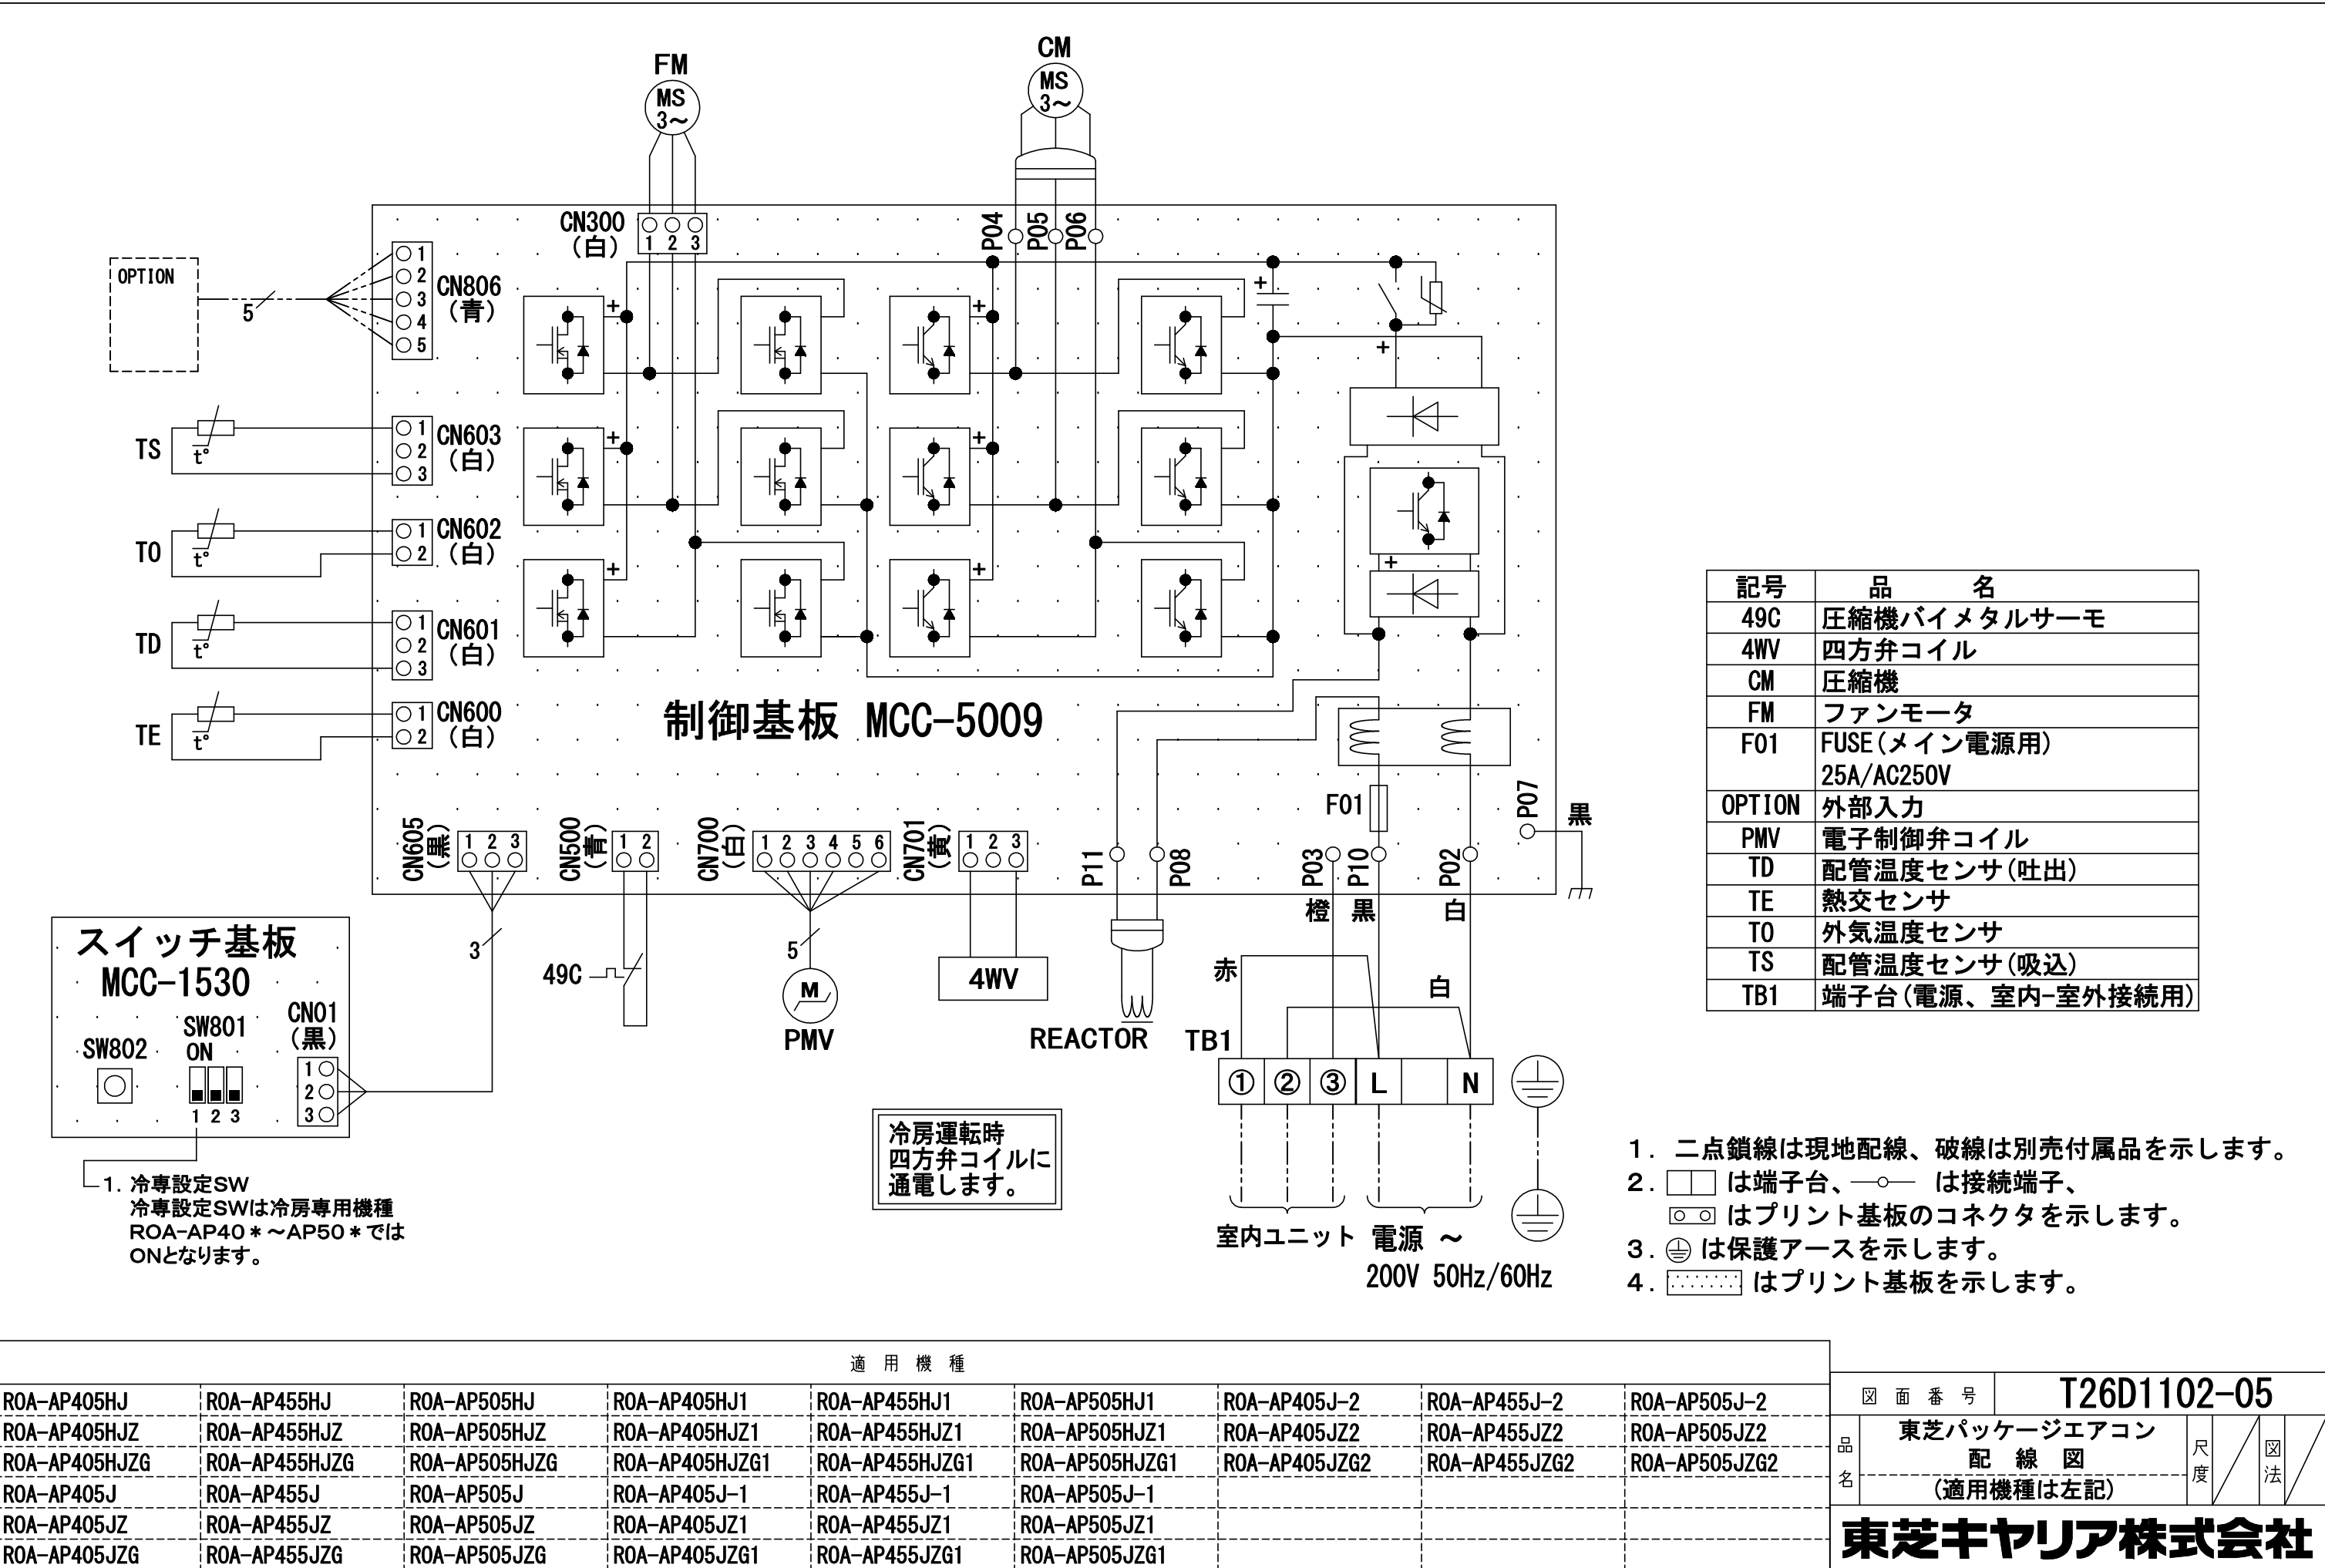 FM
MS
3～
CM
MS
3～
CN300
(白)
1 2 3
P04
P05
P06
OPTION
5
1
2
3
4
5
CN806
(青)
+
+
+
+
+
+
+
+
+
TS
t°
1
2
3
CN603
(白)
TO
t°
1
2
CN602
(白)
TD
t°
1
2
3
CN601
(白)
TE
t°
1
2
CN600
(白)
制御基板 MCC-5009
F01
P07
黒
CN605
(黒)
1 2 3
CN500
(青)
1 2
CN700
(白)
1 2 3 4 5 6
CN701
(黄)
1 2 3
P11
P08
P03
P10
P02
橙
黒
白
3
49C
5
M
PMV
4WV
REACTOR
赤
白
TB1
① ② ③ L N
室内ユニット
電源 ～
200V 50Hz/60Hz
スイッチ基板
MCC-1530
SW802
SW801
ON
1 2 3
CN01
(黒)
1
2
3
1. 冷専設定SW
冷専設定SWは冷房専用機種
ROA-AP40＊～AP50＊では
ONとなります。
冷房運転時
四方弁コイルに
通電します。
記号 品 名
49C 圧縮機バイメタルサーモ
4WV 四方弁コイル
CM 圧縮機
FM ファンモータ
F01 FUSE(メイン電源用)
25A/AC250V
OPTION 外部入力
PMV 電子制御弁コイル
TD 配管温度センサ(吐出)
TE 熱交センサ
TO 外気温度センサ
TS 配管温度センサ(吸込)
TB1 端子台(電源、室内-室外接続用)
1. 二点鎖線は現地配線、破線は別売付属品を示します。
2. は端子台、 は接続端子、
はプリント基板のコネクタを示します。
3. は保護アースを示します。
4. はプリント基板を示します。
適用機種
ROA-AP405HJ ROA-AP455HJ ROA-AP505HJ ROA-AP405HJ1 ROA-AP455HJ1 ROA-AP505HJ1 ROA-AP405J-2 ROA-AP455J-2 ROA-AP505J-2
ROA-AP405HJZ ROA-AP455HJZ ROA-AP505HJZ ROA-AP405HJZ1 ROA-AP455HJZ1 ROA-AP505HJZ1 ROA-AP405JZ2 ROA-AP455JZ2 ROA-AP505JZ2
ROA-AP405HJZG ROA-AP455HJZG ROA-AP505HJZG ROA-AP405HJZG1 ROA-AP455HJZG1 ROA-AP505HJZG1 ROA-AP405JZG2 ROA-AP455JZG2 ROA-AP505JZG2
ROA-AP405J ROA-AP455J ROA-AP505J ROA-AP405J-1 ROA-AP455J-1 ROA-AP505J-1
ROA-AP405JZ ROA-AP455JZ ROA-AP505JZ ROA-AP405JZ1 ROA-AP455JZ1 ROA-AP505JZ1
ROA-AP405JZG ROA-AP455JZG ROA-AP505JZG ROA-AP405JZG1 ROA-AP455JZG1 ROA-AP505JZG1
図面番号 T26D1102-05
品名
東芝パッケージエアコン
配線図
(適用機種は左記)
尺度
図法
東芝キヤリア株式会社